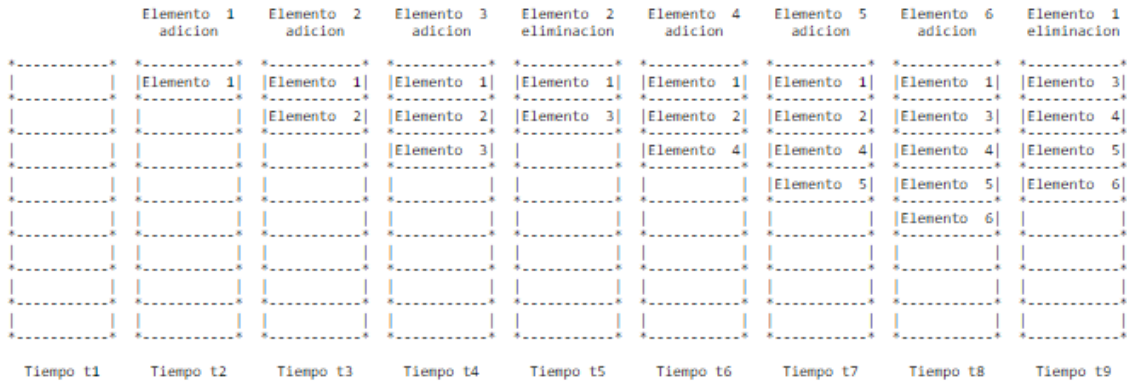 Elemento 1 Elemento 2 Elemento 3 Elemento 2 Elemento 4 Elemento 5 Elemento 6 Elemento 1
adicion adicion adicion eliminacion adicion adicion adicion eliminacion
|Elemento 1| |Elemento 1| |Elemento 1| |Elemento 1| |Elemento 1| |Elemento 1| |Elemento 1| |Elemento 3|
|Elemento 2| |Elemento 2| |Elemento 3| |Elemento 2| |Elemento 2| |Elemento 3| |Elemento 4|
|Elemento 3| |Elemento 4| |Elemento 4| |Elemento 4| |Elemento 5|
|Elemento 5| |Elemento 5| |Elemento 6|
|Elemento 6|
Tiempo t1 Tiempo t2 Tiempo t3 Tiempo t4 Tiempo t5 Tiempo t6 Tiempo t7 Tiempo t8 Tiempo t9